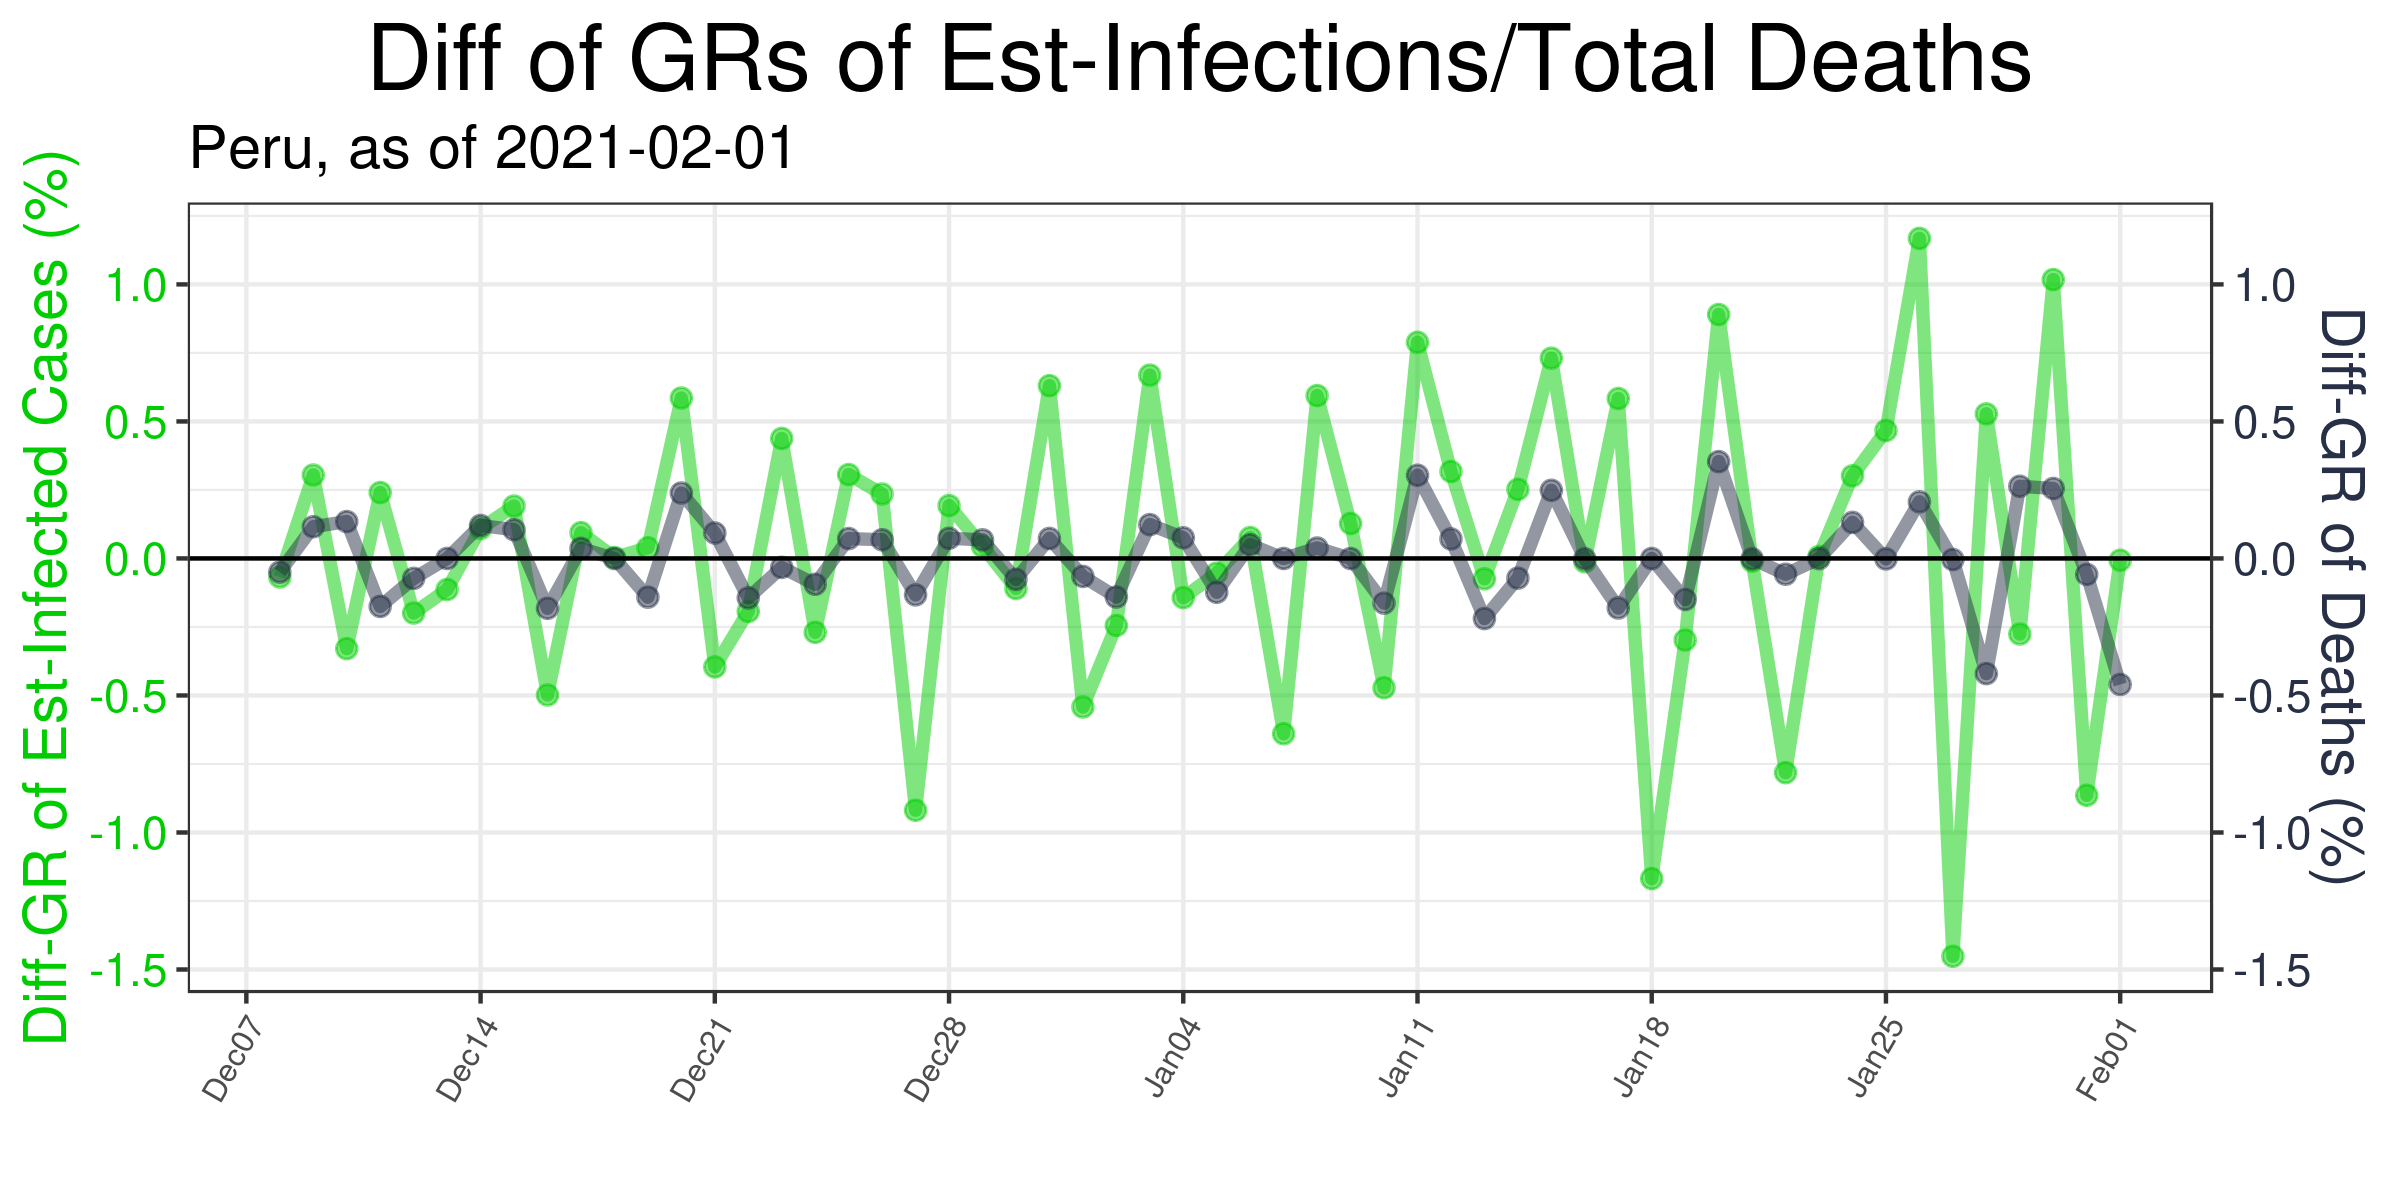 Diff of GRs of Est-Infections/Total Deaths
Peru, as of 2021-02-01
Diff-GR of Est-Infected Cases (%)
1.0
0.5
0.0
-0.5
-1.0
-1.5
1.0
0.5
0.0
-0.5
-1.0
-1.5
Diff-GR of Deaths (%)
Dec07
Dec14
Dec21
Dec28
Jan04
Jan11
Jan18
Jan25
Feb01